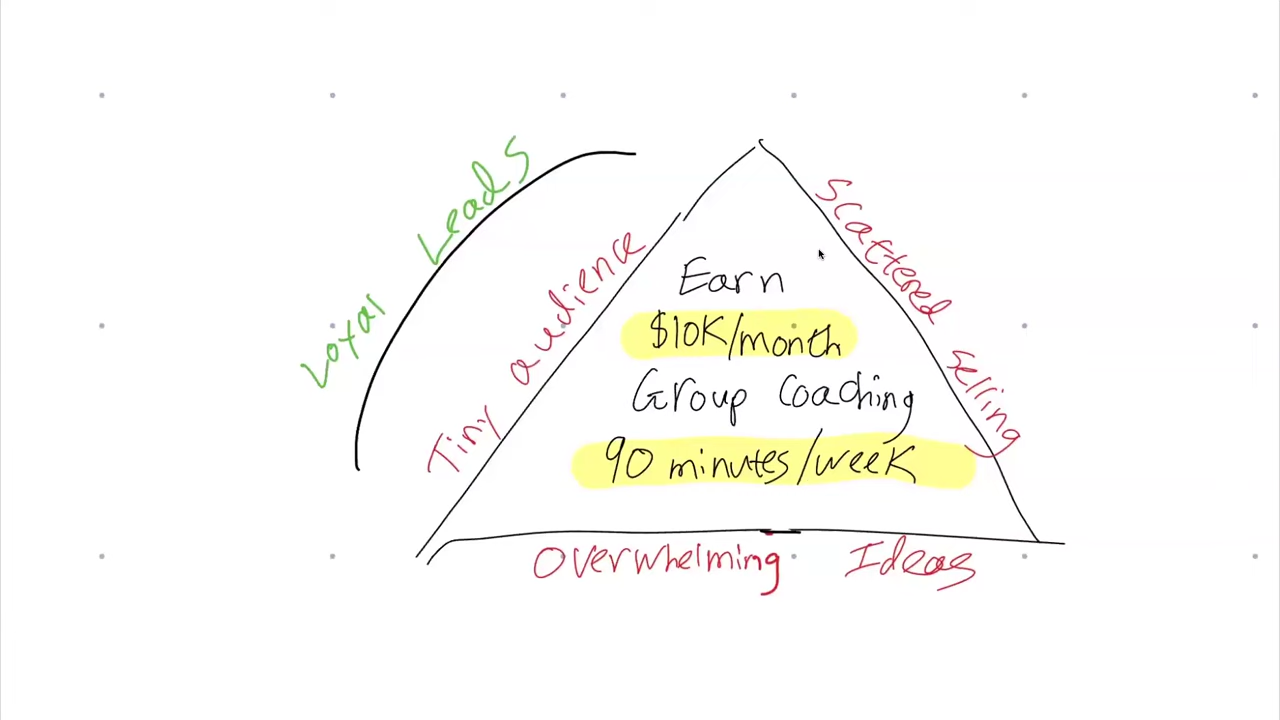 Loyal Leads
Tiny audience
Scattered Selling
Earn
$10K/month
Group Coaching
90 minutes/week
Overwhelming Ideas